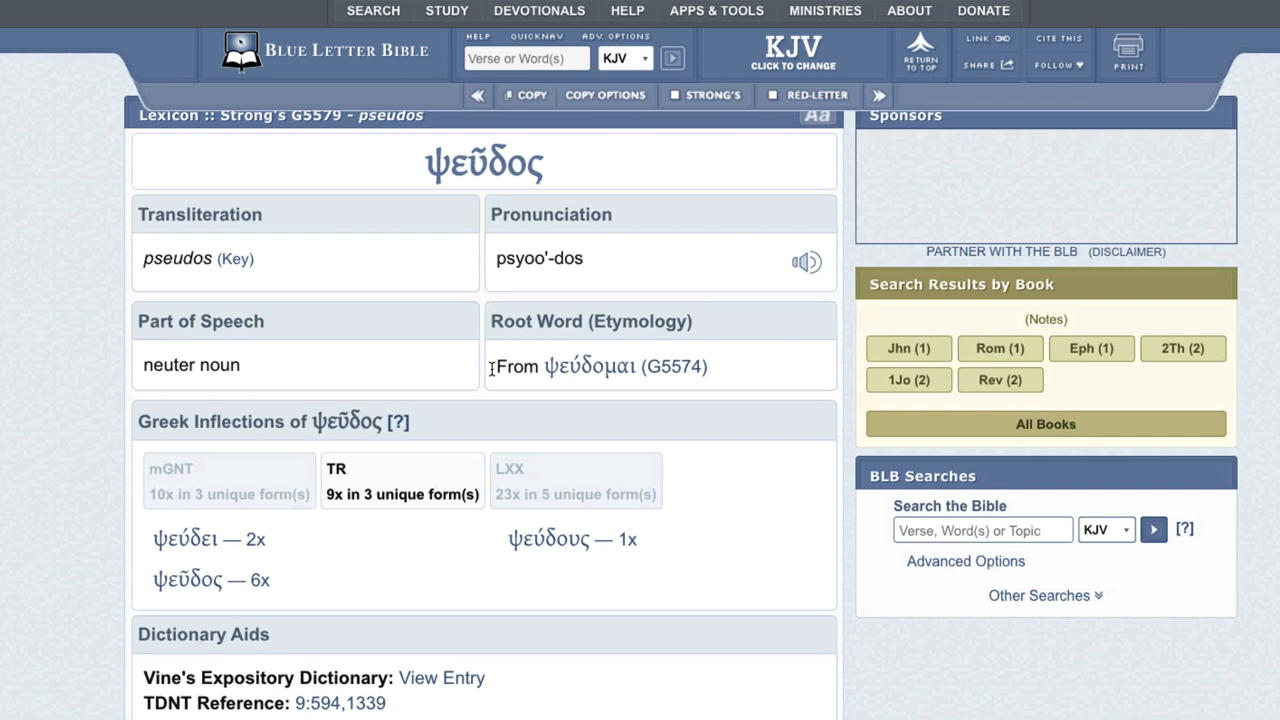 SEARCH STUDY DEVOTIONALS HELP APPS & TOOLS MINISTRIES ABOUT DONATE
BLUE LETTER BIBLE
HELP QUICKNAV ADV. OPTIONS
Verse or Word(s) KJV
KJV
CLICK TO CHANGE
RETURN
TO TOP
LINK CITE THIS
SHARE FOLLOW
PRINT
COPY COPY OPTIONS STRONG'S RED-LETTER
Lexicon :: Strong's G5579 - pseudos Aa
ψεῦδος
Transliteration
pseudos (Key)
Pronunciation
psyoo'-dos
Part of Speech
neuter noun
Root Word (Etymology)
From ψεύδομαι (G5574)
Greek Inflections of ψεῦδος [?]
mGNT
10x in 3 unique form(s)
TR
9x in 3 unique form(s)
LXX
23x in 5 unique form(s)
ψεύδει — 2x
ψεύδους — 1x
ψεῦδος — 6x
Dictionary Aids
Vine's Expository Dictionary: View Entry
TDNT Reference: 9:594,1339
Sponsors
PARTNER WITH THE BLB (DISCLAIMER)
Search Results by Book
(Notes)
Jhn (1) Rom (1) Eph (1) 2Th (2)
1Jo (2) Rev (2)
All Books
BLB Searches
Search the Bible
Verse, Word(s) or Topic KJV [?]
Advanced Options
Other Searches